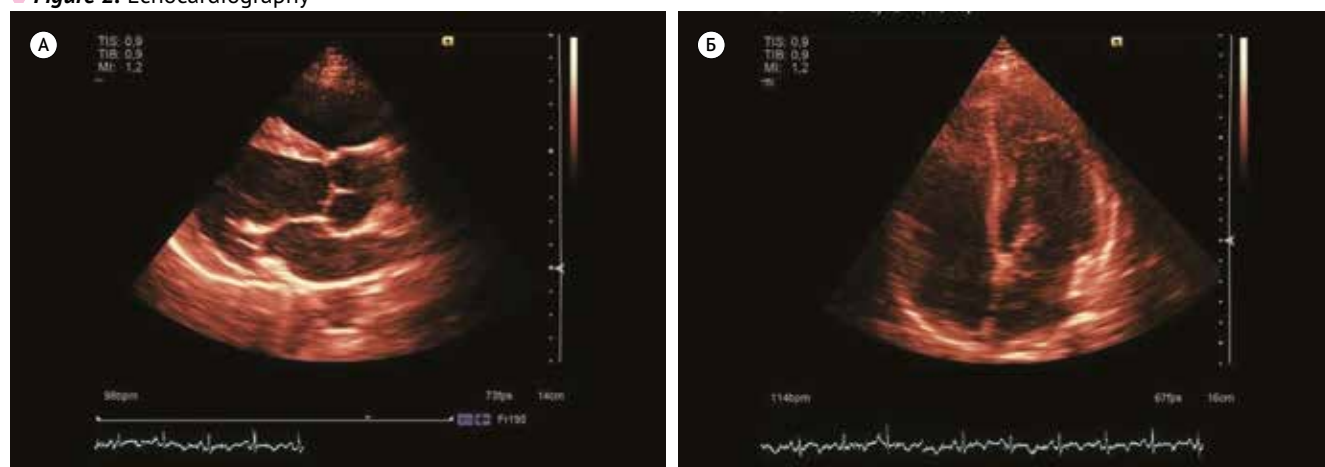 Figure 2. Echocardiography
А
TIS: 0,9
TIB: 0,9
MI: 1,2
98bpm
73fps
14cm
Fr190
Б
TIS: 0,9
TIB: 0,9
MI: 1,2
114bpm
67fps
16cm